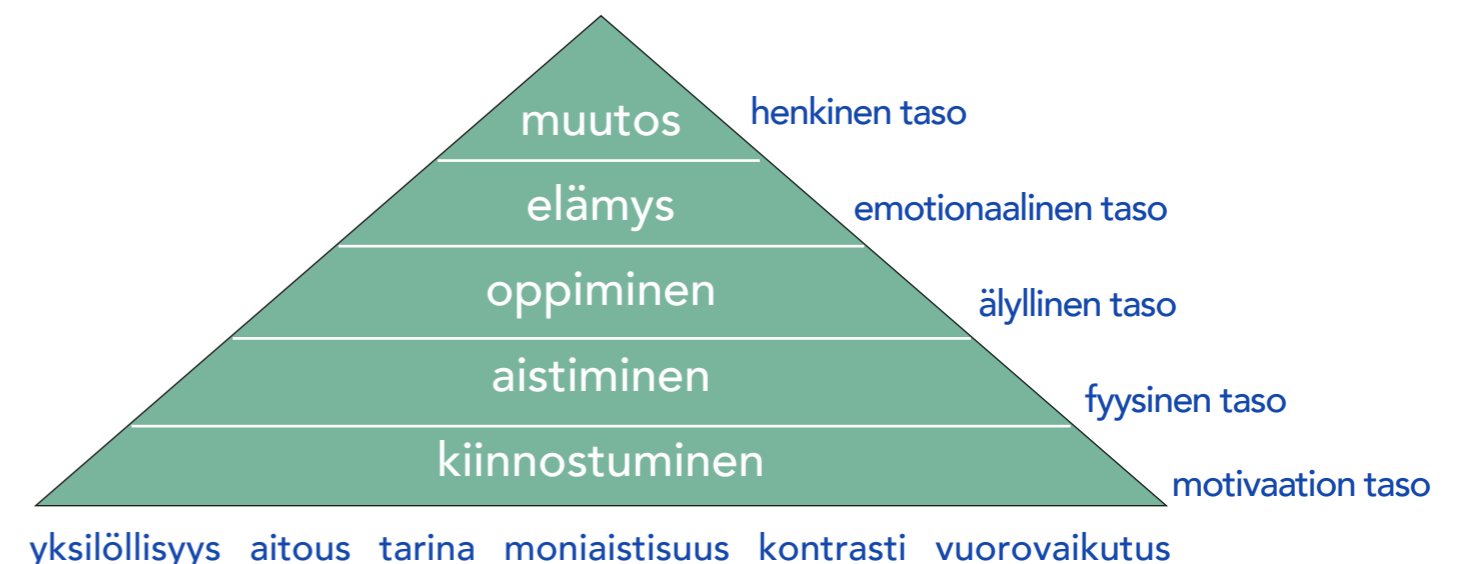 muutos henkinen taso
elämys emotionaalinen taso
oppiminen älyllinen taso
aistiminen fyysinen taso
kiinnostuminen motivaation taso
yksilöllisyys aitous tarina moniaistisuus kontrasti vuorovaikutus